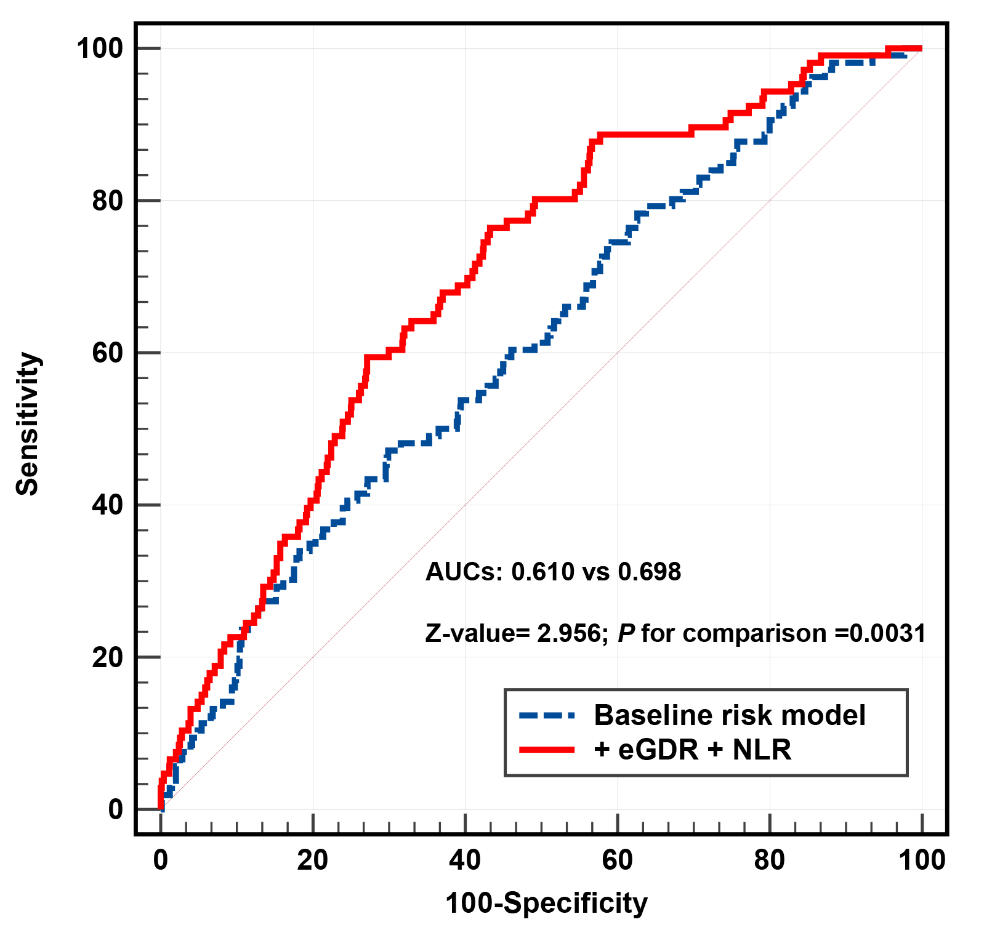 100
80
60
40
20
0
Sensitivity
AUCs: 0.610 vs 0.698
Z-value= 2.956; P for comparison =0.0031
Baseline risk model
+ eGDR + NLR
0 20 40 60 80 100
100-Specificity